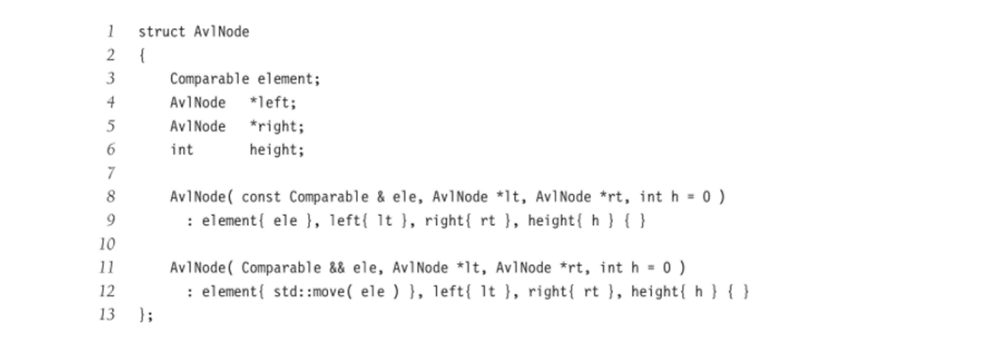 1 struct AvlNode
2 {
3 Comparable element;
4 AvlNode *left;
5 AvlNode *right;
6 int height;
7
8 AvlNode( const Comparable & ele, AvlNode *lt, AvlNode *rt, int h = 0 )
9 : element{ ele }, left{ lt }, right{ rt }, height{ h } { }
10
11 AvlNode( Comparable && ele, AvlNode *lt, AvlNode *rt, int h = 0 )
12 : element{ std::move( ele ) }, left{ lt }, right{ rt }, height{ h } { }
13 };